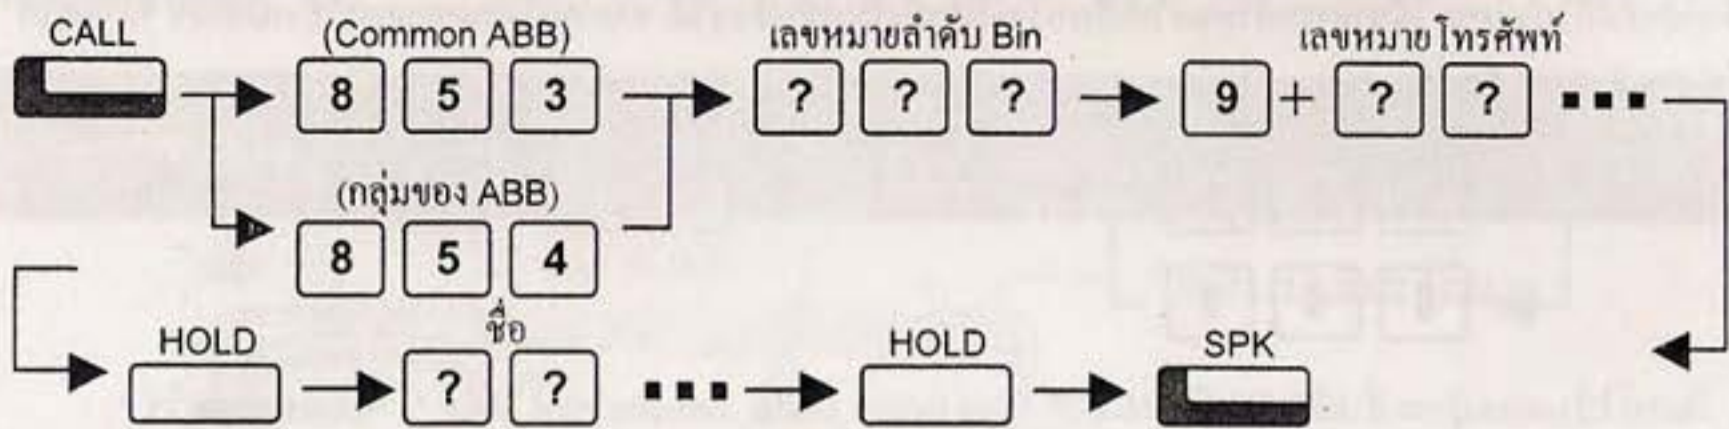 CALL (Common ABB) เลขหมายลำดับ Bin เลขหมายโทรศัพท์
8 5 3 ? ? ? 9 + ? ? ...
(กลุ่มของ ABB)
8 5 4
HOLD ชื่อ HOLD SPK
? ? ...